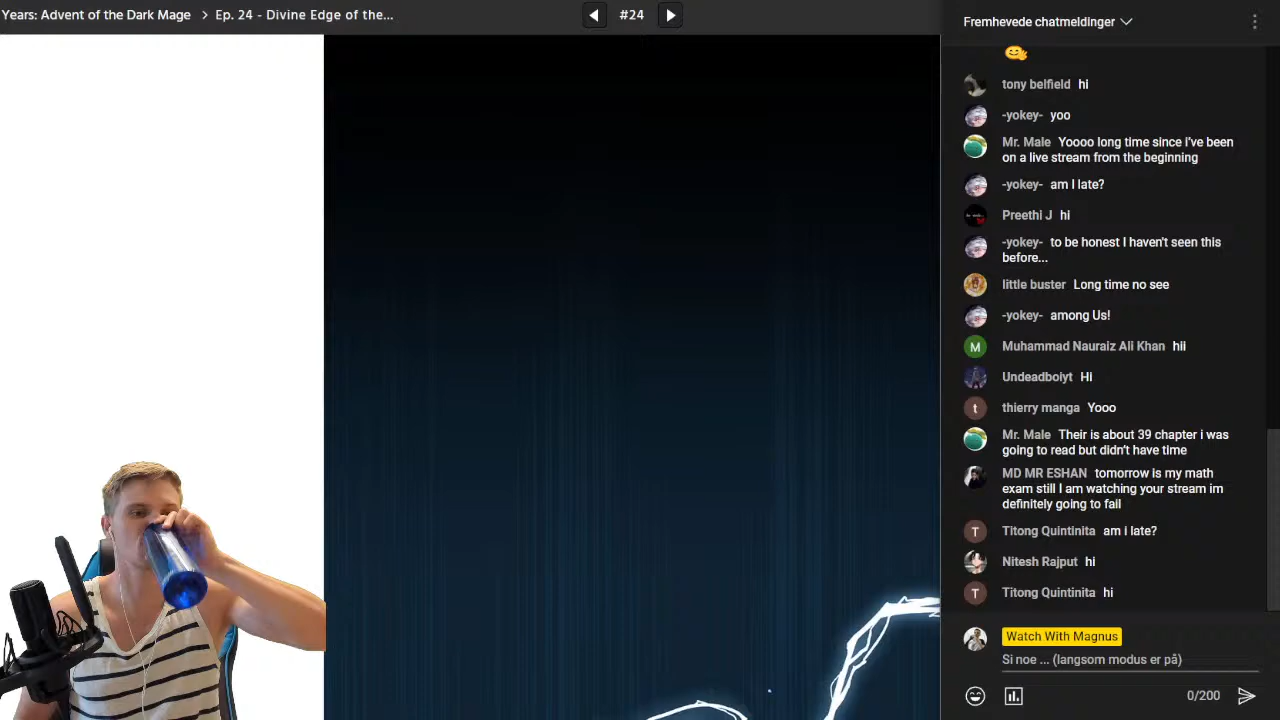 Years: Advent of the Dark Mage > Ep. 24 - Divine Edge of the...
#24
Fremhevede chatmeldinger
tony belfield hi
-yokey- yoo
Mr. Male Yoooo long time since I've been
on a live stream from the beginning
-yokey- am I late?
Preethi J hi
-yokey- to be honest I haven't seen this
before...
little buster Long time no see
-yokey- among Us!
M
Muhammad Nauraiz Ali Khan hii
Undeadboiyt Hi
t
thierry manga Yooo
Mr. Male Their is about 39 chapter i was
going to read but didn't have time
MD MR ESHAN tomorrow is my math
exam still I am watching your stream im
definitely going to fail
T
Titong Quintinita am i late?
Nitesh Rajput hi
T
Titong Quintinita hi
Watch With Magnus
Si noe ... (langsom modus er på)
0/200